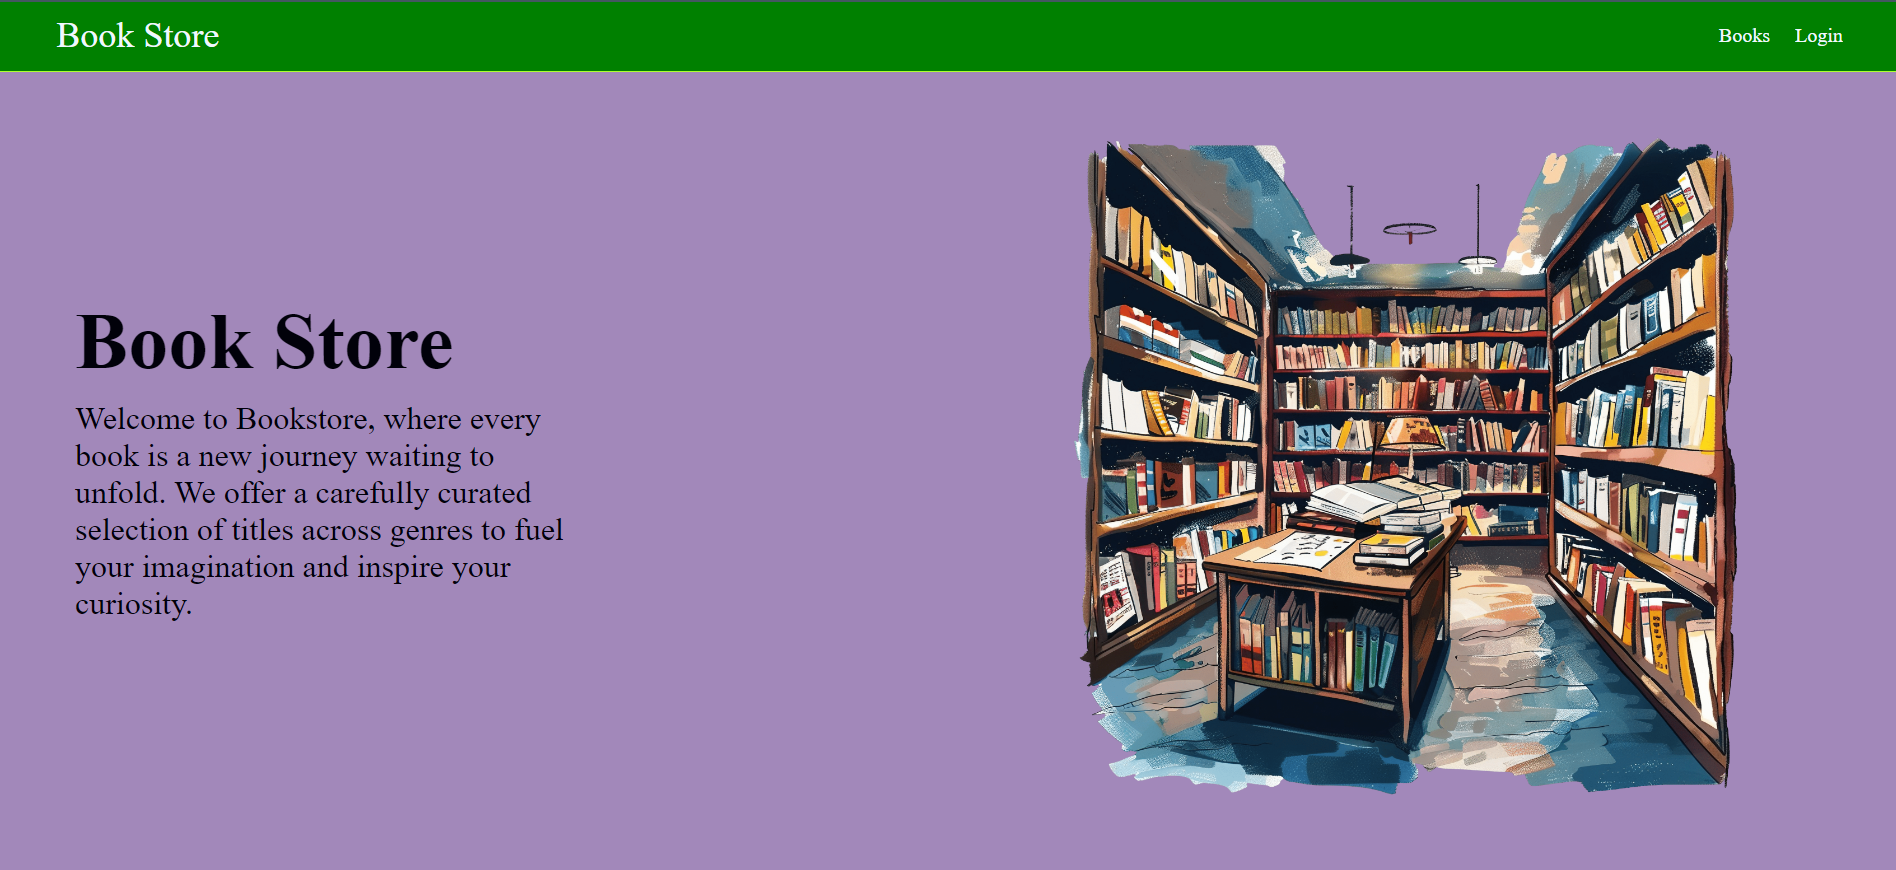 Book Store
Books Login
Book Store
Welcome to Bookstore, where every
book is a new journey waiting to
unfold. We offer a carefully curated
selection of titles across genres to fuel
your imagination and inspire your
curiosity.